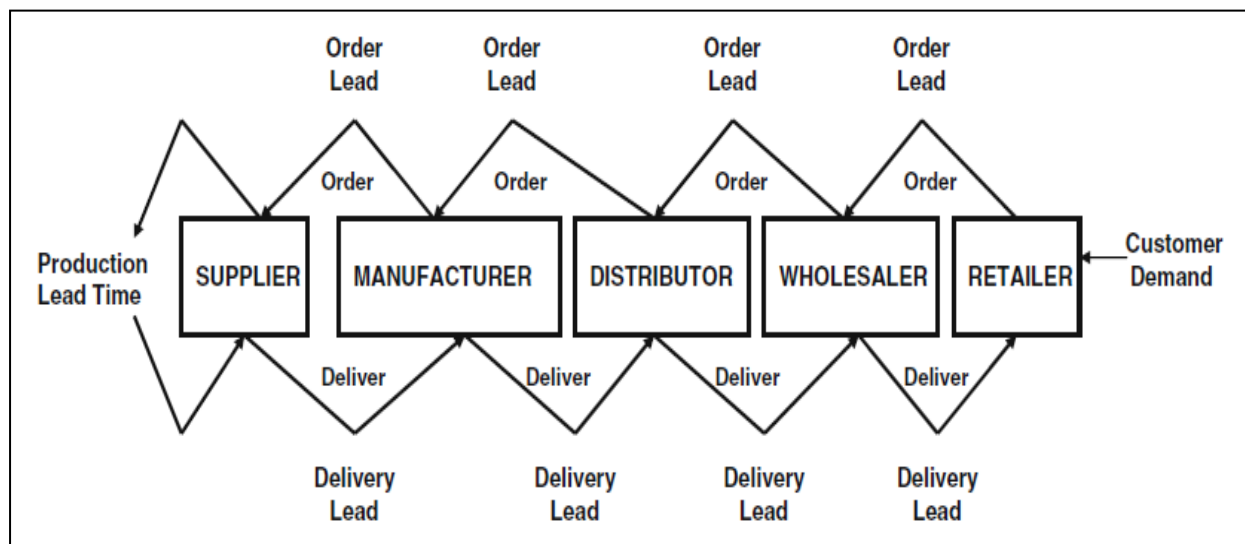 Order
Lead
Order
Lead
Order
Lead
Order
Lead
Order
Order
Order
Order
Production
Lead Time
SUPPLIER
MANUFACTURER
DISTRIBUTOR
WHOLESALER
RETAILER
Customer
Demand
Deliver
Deliver
Deliver
Deliver
Delivery
Lead
Delivery
Lead
Delivery
Lead
Delivery
Lead